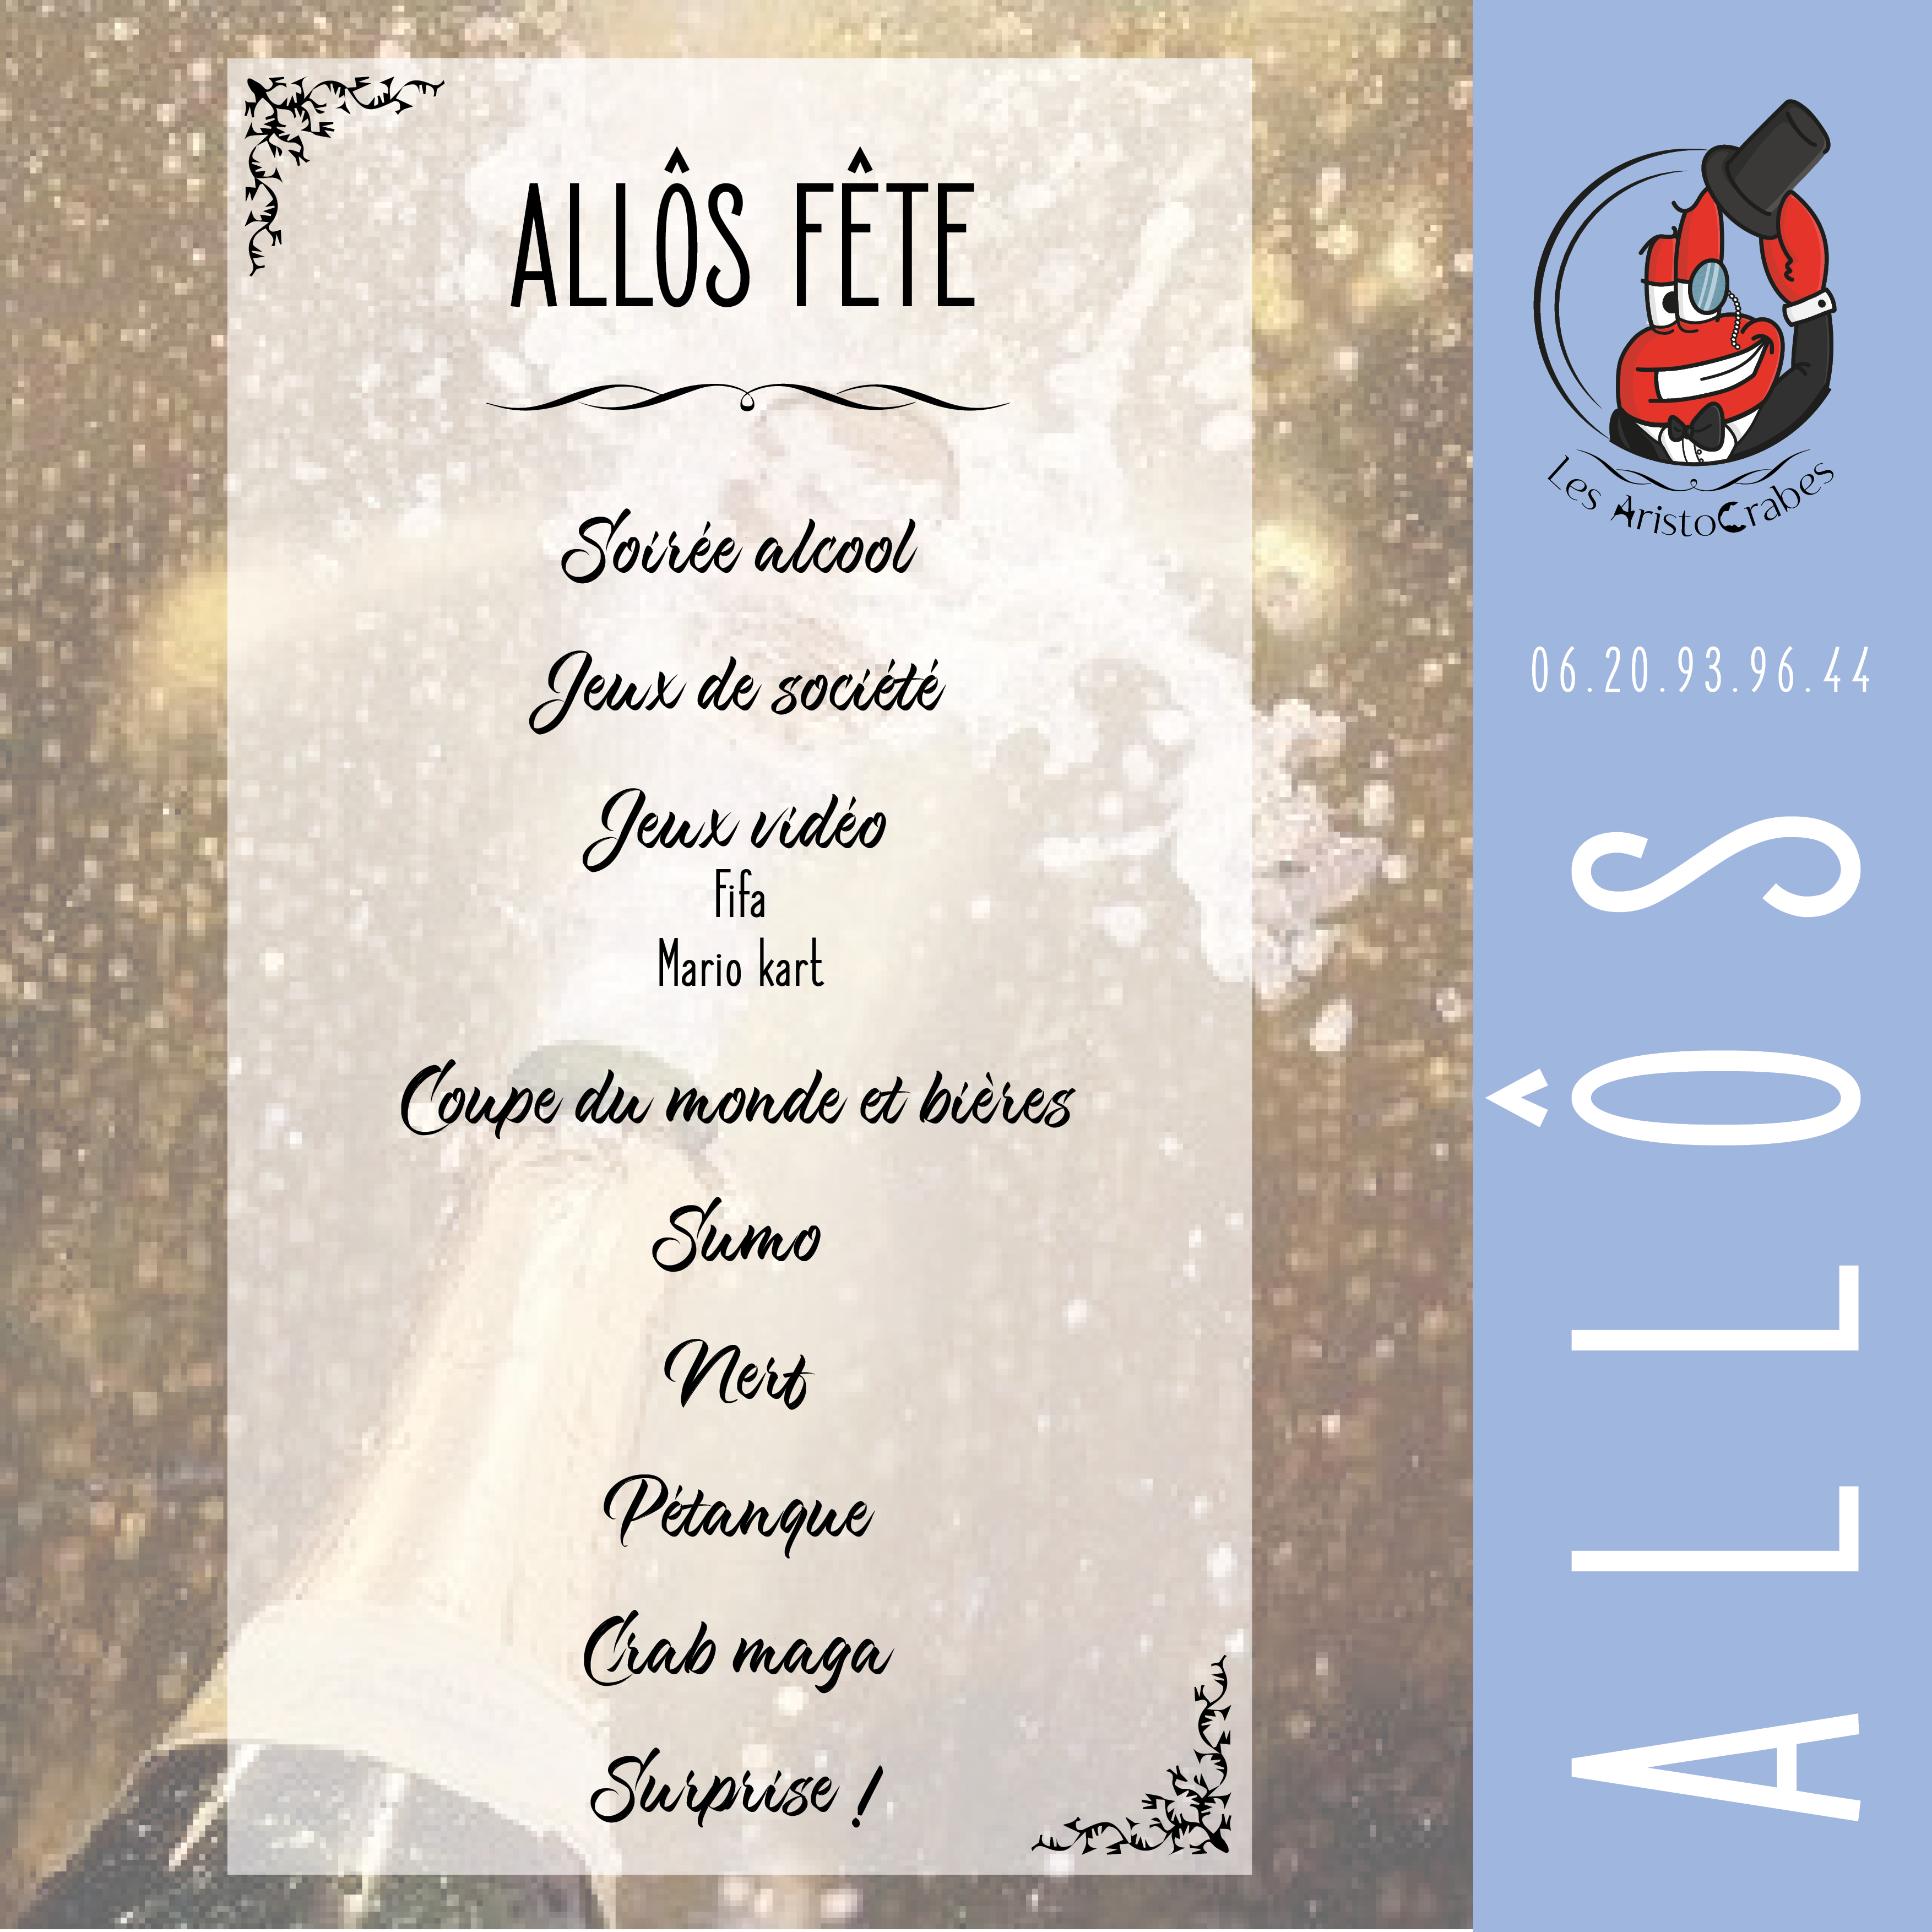 ALLÔS FÊTE
Soirée alcool
Jeux de société
Jeux vidéo
Fifa
Mario kart
Coupe du monde et bières
Sumo
Nerf
Pétanque
Crab maga
Surprise !
Les AristoCrabes
06.20.93.96.44
ALLÔS